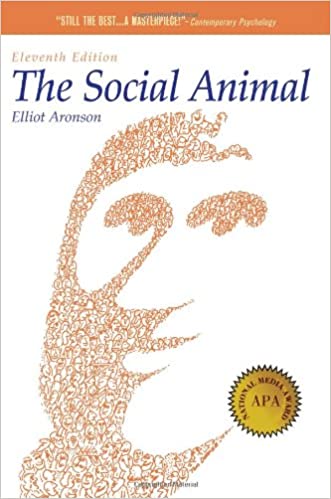 "STILL THE BEST...A MASTERPIECE!"- Contemporary Psychology
Eleventh Edition
The Social Animal
Elliot Aronson
NATIONAL MEDIA AWARD
APA